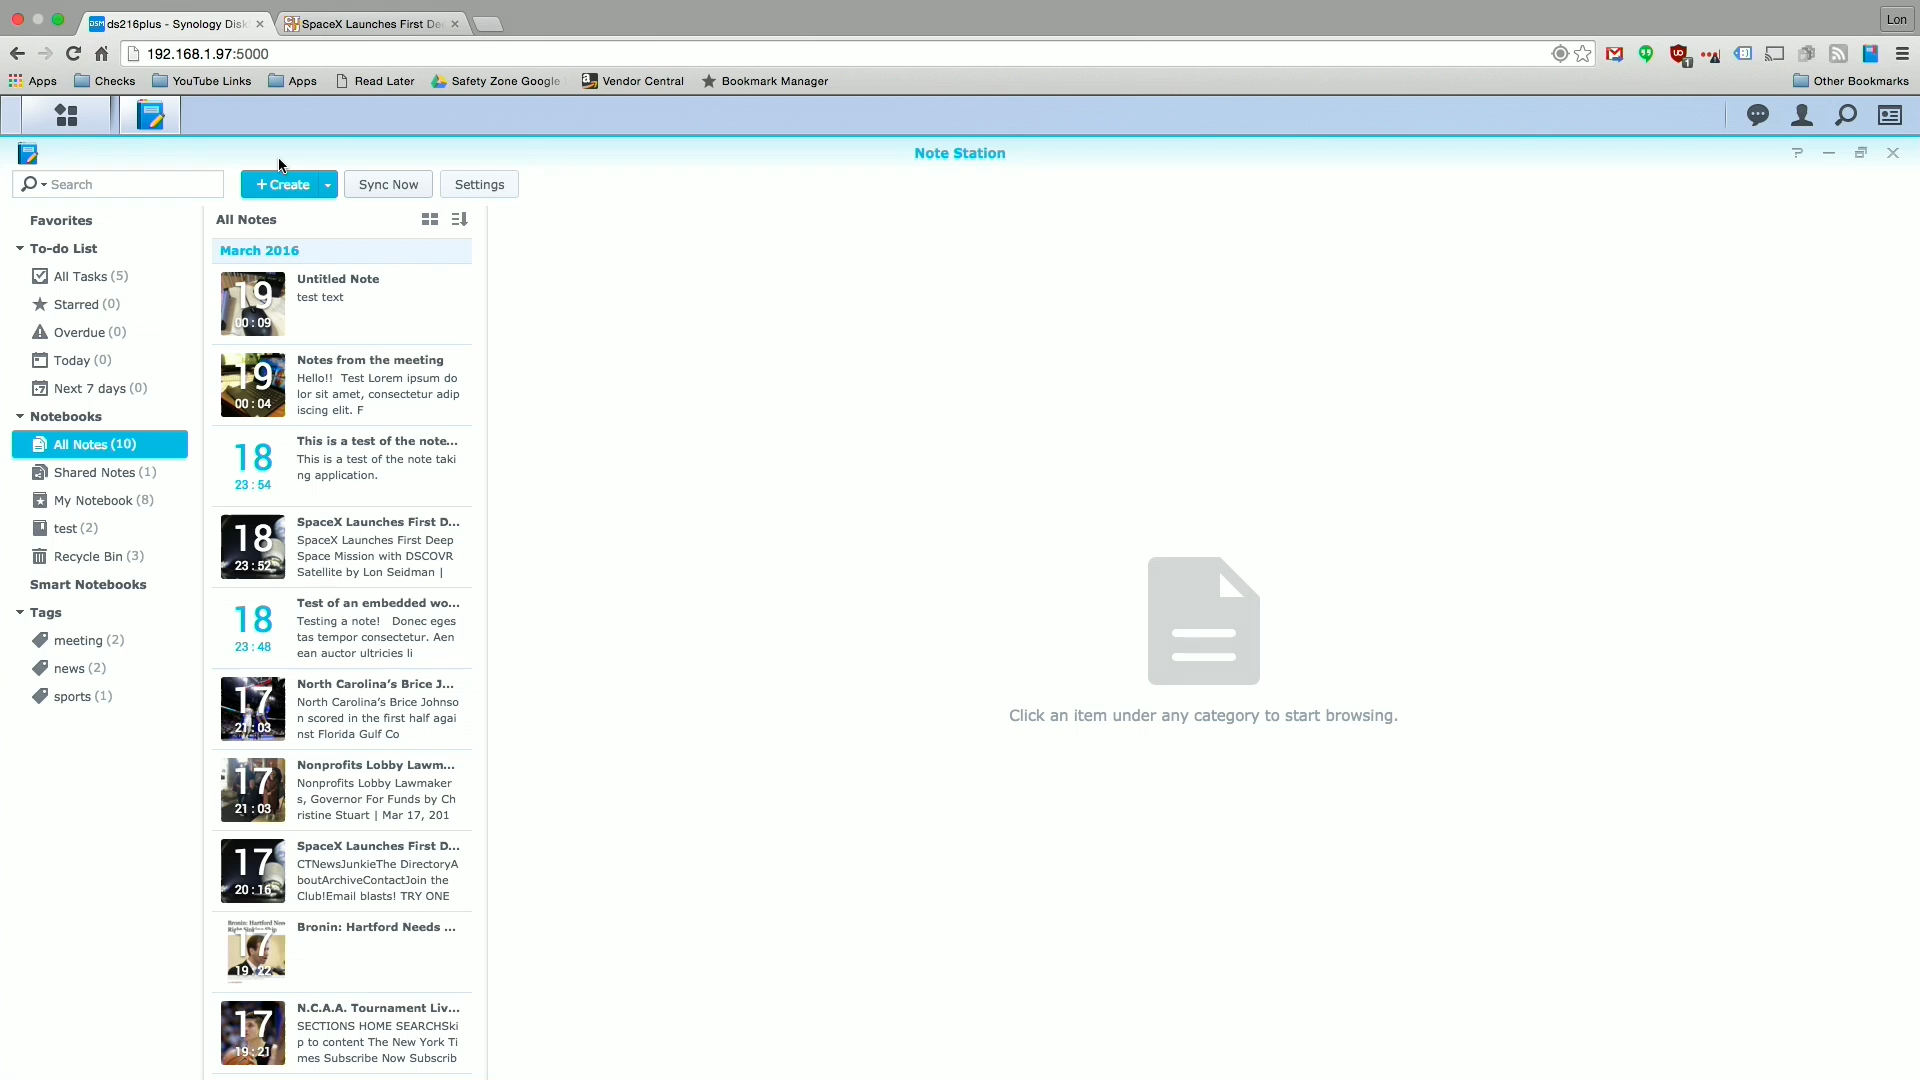 Lon
ds216plus - Synology Disk
SpaceX Launches First De
192.168.1.97:5000
Apps
Checks
YouTube Links
Apps
Read Later
Safety Zone Google
Vendor Central
Bookmark Manager
Other Bookmarks
Note Station
Search
+ Create
Sync Now
Settings
Favorites
To-do List
All Tasks (5)
Starred (0)
Overdue (0)
Today (0)
Next 7 days (0)
Notebooks
All Notes (10)
Shared Notes (1)
My Notebook (8)
test (2)
Recycle Bin (3)
Smart Notebooks
Tags
meeting (2)
news (2)
sports (1)
All Notes
March 2016
19
00:09
Untitled Note
test text
19
00:04
Notes from the meeting
Hello!! Test Lorem ipsum do
lor sit amet, consectetur adip
iscing elit. F
18
23:54
This is a test of the note...
This is a test of the note taki
ng application.
18
23:52
SpaceX Launches First D...
SpaceX Launches First Deep
Space Mission with DSCOVR
Satellite by Lon Seidman |
18
23:48
Test of an embedded wo...
Testing a note! Donec eges
tas tempor consectetur. Aen
ean auctor ultricies li
17
21:03
North Carolina's Brice J...
North Carolina's Brice Johnso
n scored in the first half agai
nst Florida Gulf Co
17
21:03
Nonprofits Lobby Lawm...
Nonprofits Lobby Lawmaker
s, Governor For Funds by Ch
ristine Stuart | Mar 17, 201
17
20:16
SpaceX Launches First D...
CTNewsJunkieThe DirectoryA
boutArchiveContactJoin the
Club!Email blasts! TRY ONE
17
19:22
Bronin: Hartford Needs ...
17
19:21
N.C.A.A. Tournament Liv...
SECTIONS HOME SEARCHSki
p to content The New York Ti
mes Subscribe Now Subscrib
Click an item under any category to start browsing.